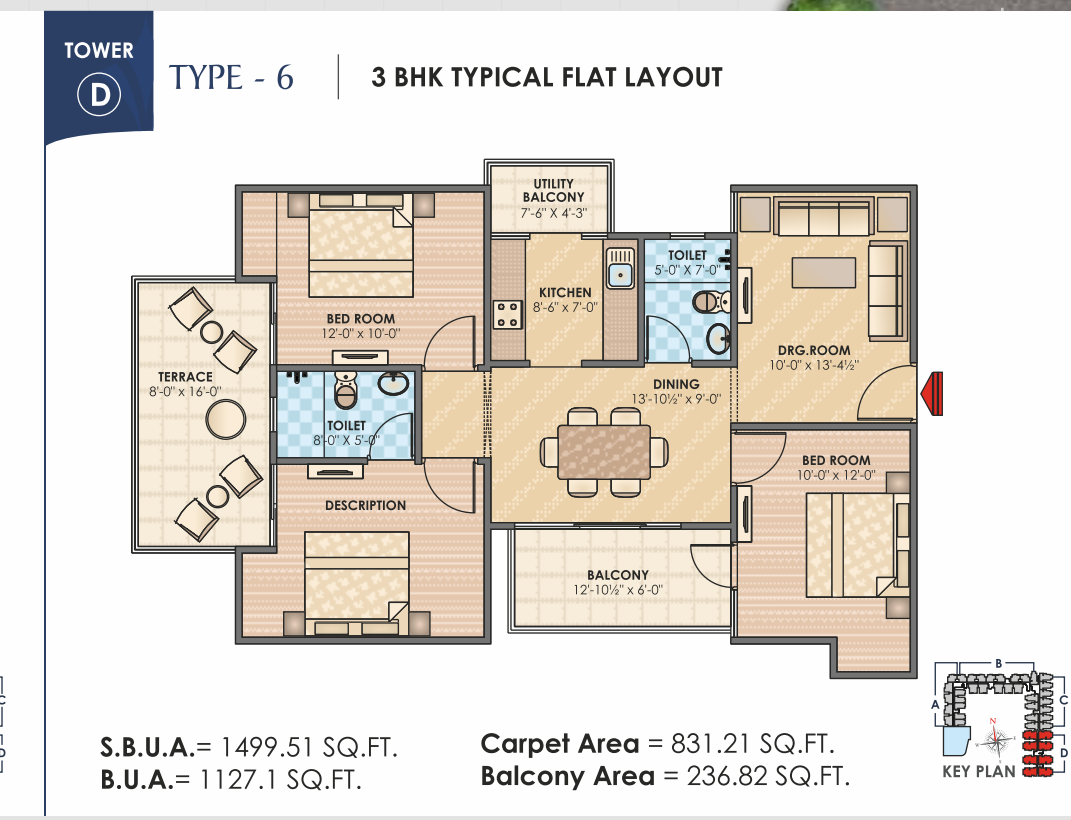 TOWER
D
TYPE - 6
3 BHK TYPICAL FLAT LAYOUT
UTILITY
BALCONY
7'-6" X 4'-3"
TOILET
5'-0" X 7'-0"
KITCHEN
8'-6" x 7'-0"
BED ROOM
12'-0" x 10'-0"
DRG.ROOM
10'-0" x 13'-4½"
TERRACE
8'-0" x 16'-0"
DINING
13'-10½" x 9'-0"
TOILET
8'-0" X 5'-0"
BED ROOM
10'-0" x 12'-0"
DESCRIPTION
BALCONY
12'-10½" x 6'-0"
S.B.U.A.= 1499.51 SQ.FT.
B.U.A.= 1127.1 SQ.FT.
Carpet Area = 831.21 SQ.FT.
Balcony Area = 236.82 SQ.FT.
B
A
C
N
D
KEY PLAN